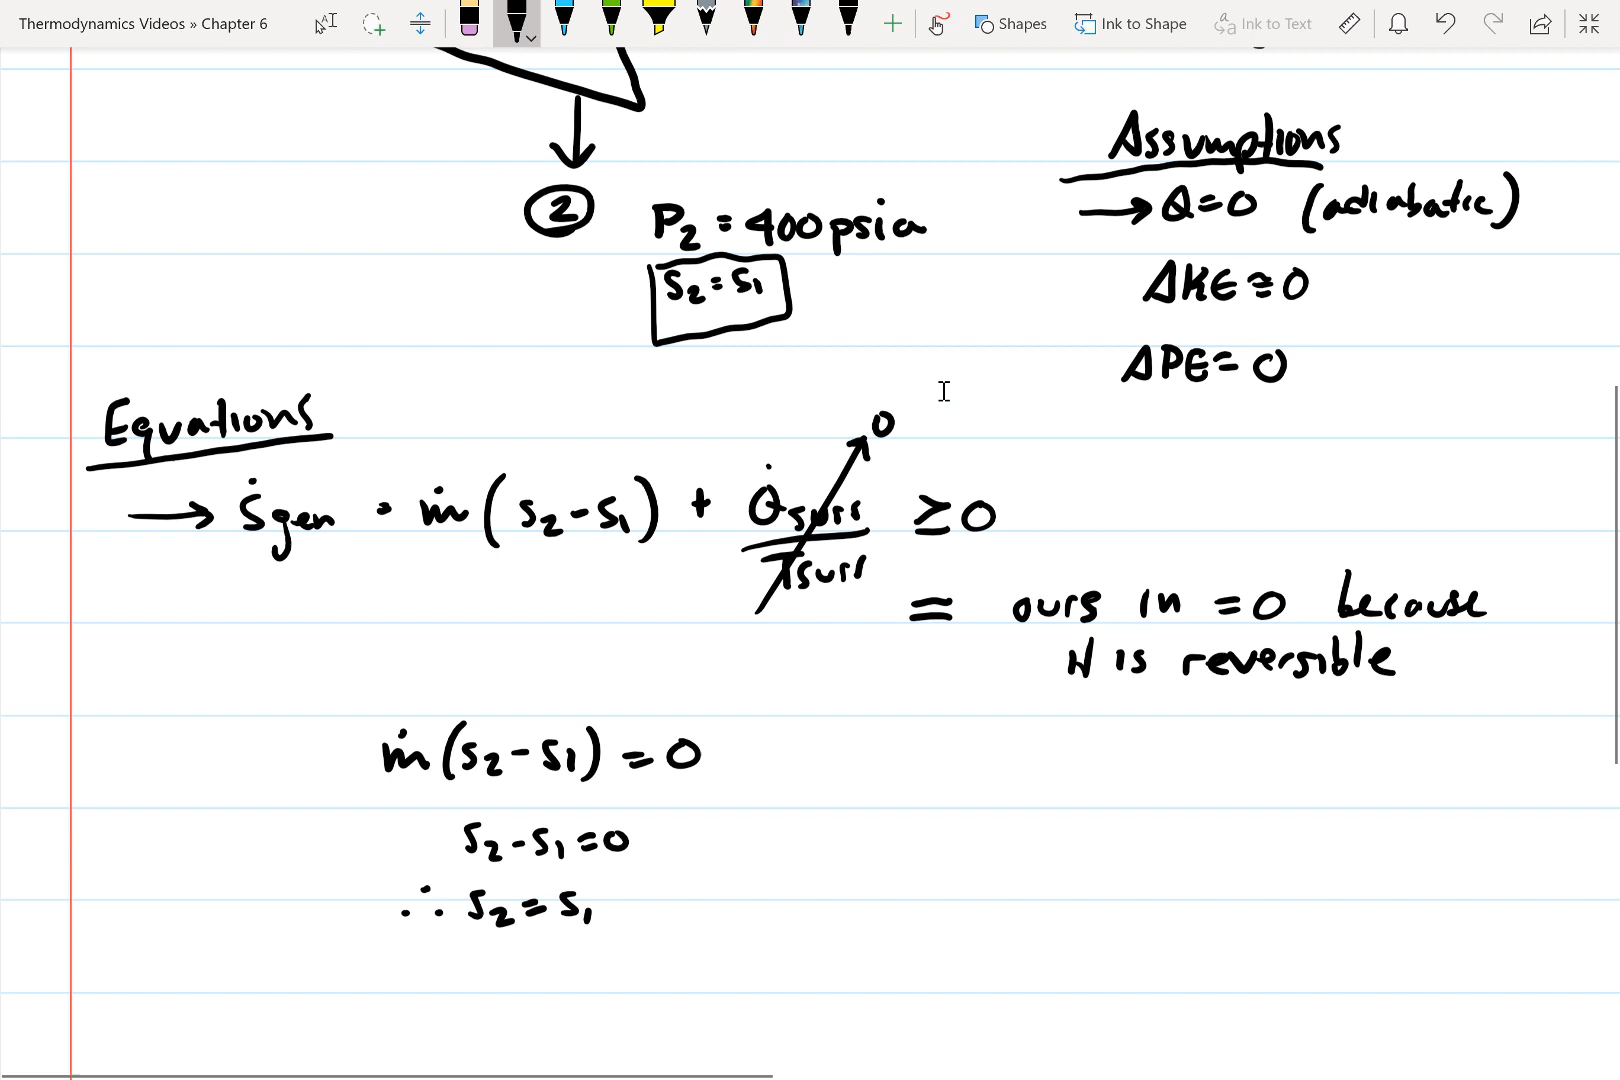 Thermodynamics Videos » Chapter 6
Shapes
Ink to Shape
Ink to Text
2
P2 = 400 psia
S2 = S1
Assumptions
→ Q = 0 (adiabatic)
ΔKE ≅ 0
ΔPE = 0
Equations
→ Ṡgen = ṁ (S2 - S1) + Q̇surr / Tsurr ≥ 0
0
= ours in = 0 because
it is reversible
ṁ (S2 - S1) = 0
S2 - S1 = 0
∴ S2 = S1